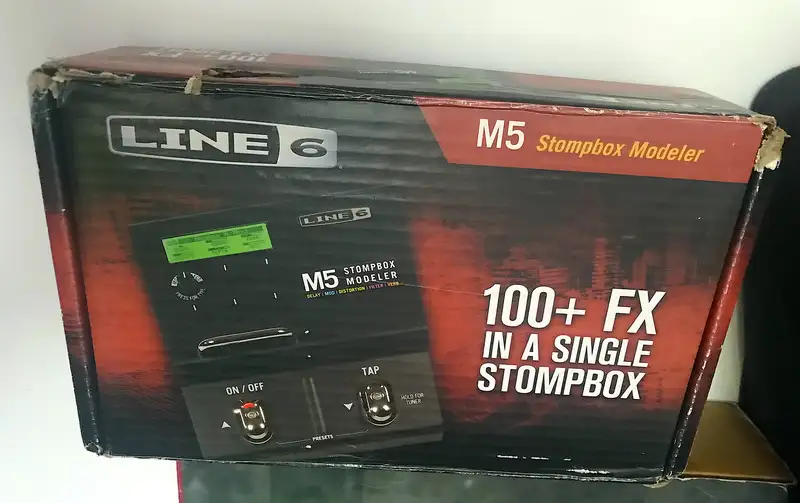 LINE 6
M5 Stompbox Modeler
LINE 6
M5 STOMPBOX
MODELER
DELAY | MOD | DISTORTION | FILTER | VERB
100+ FX
IN A SINGLE
STOMPBOX
ON / OFF
TAP
HOLD FOR
TUNER
PRESETS